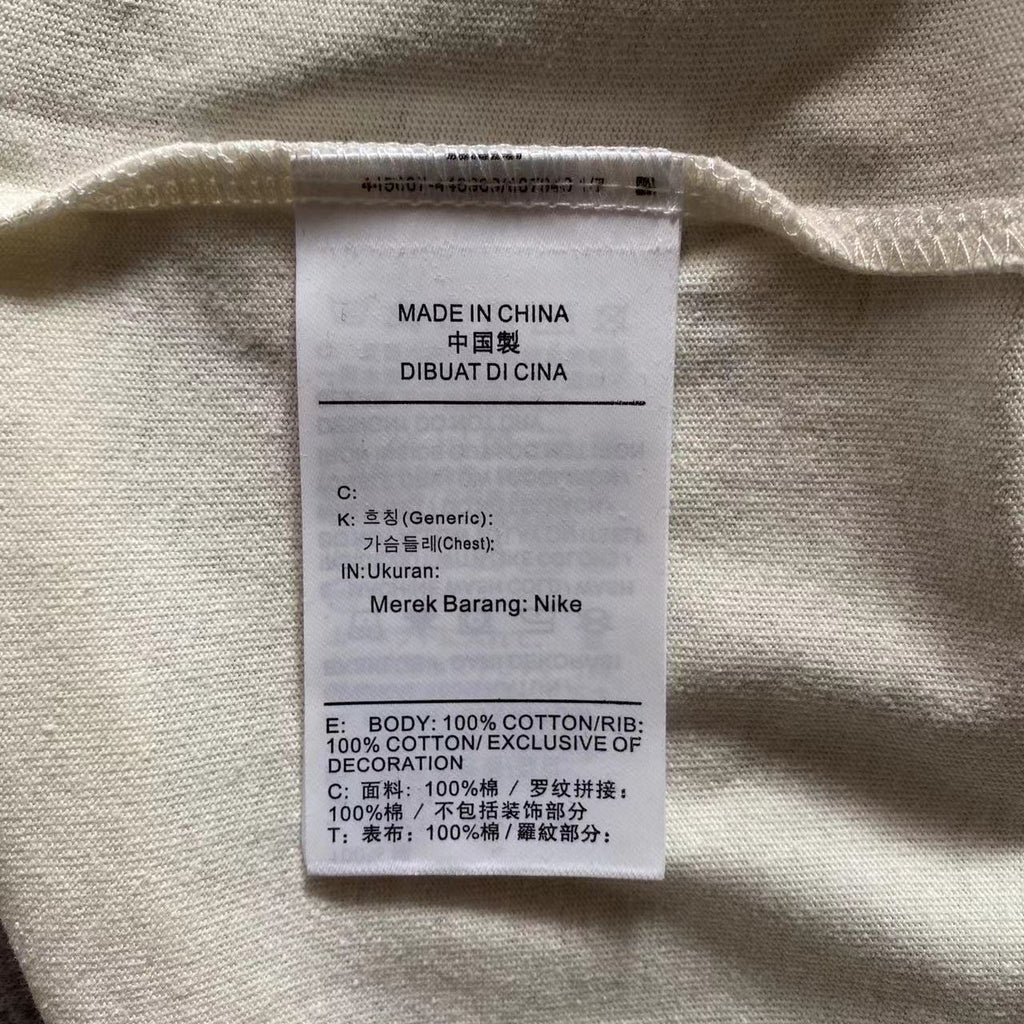 MADE IN CHINA
中国製
DIBUAT DI CINA
C:
K: 흐칭(Generic):
가슴들레(Chest):
IN:Ukuran:
Merek Barang: Nike
E: BODY: 100% COTTON/RIB:
100% COTTON/ EXCLUSIVE OF
DECORATION
C: 面料: 100%棉 / 罗纹拼接:
100%棉 / 不包括装饰部分
T: 表布: 100%棉/羅紋部分: